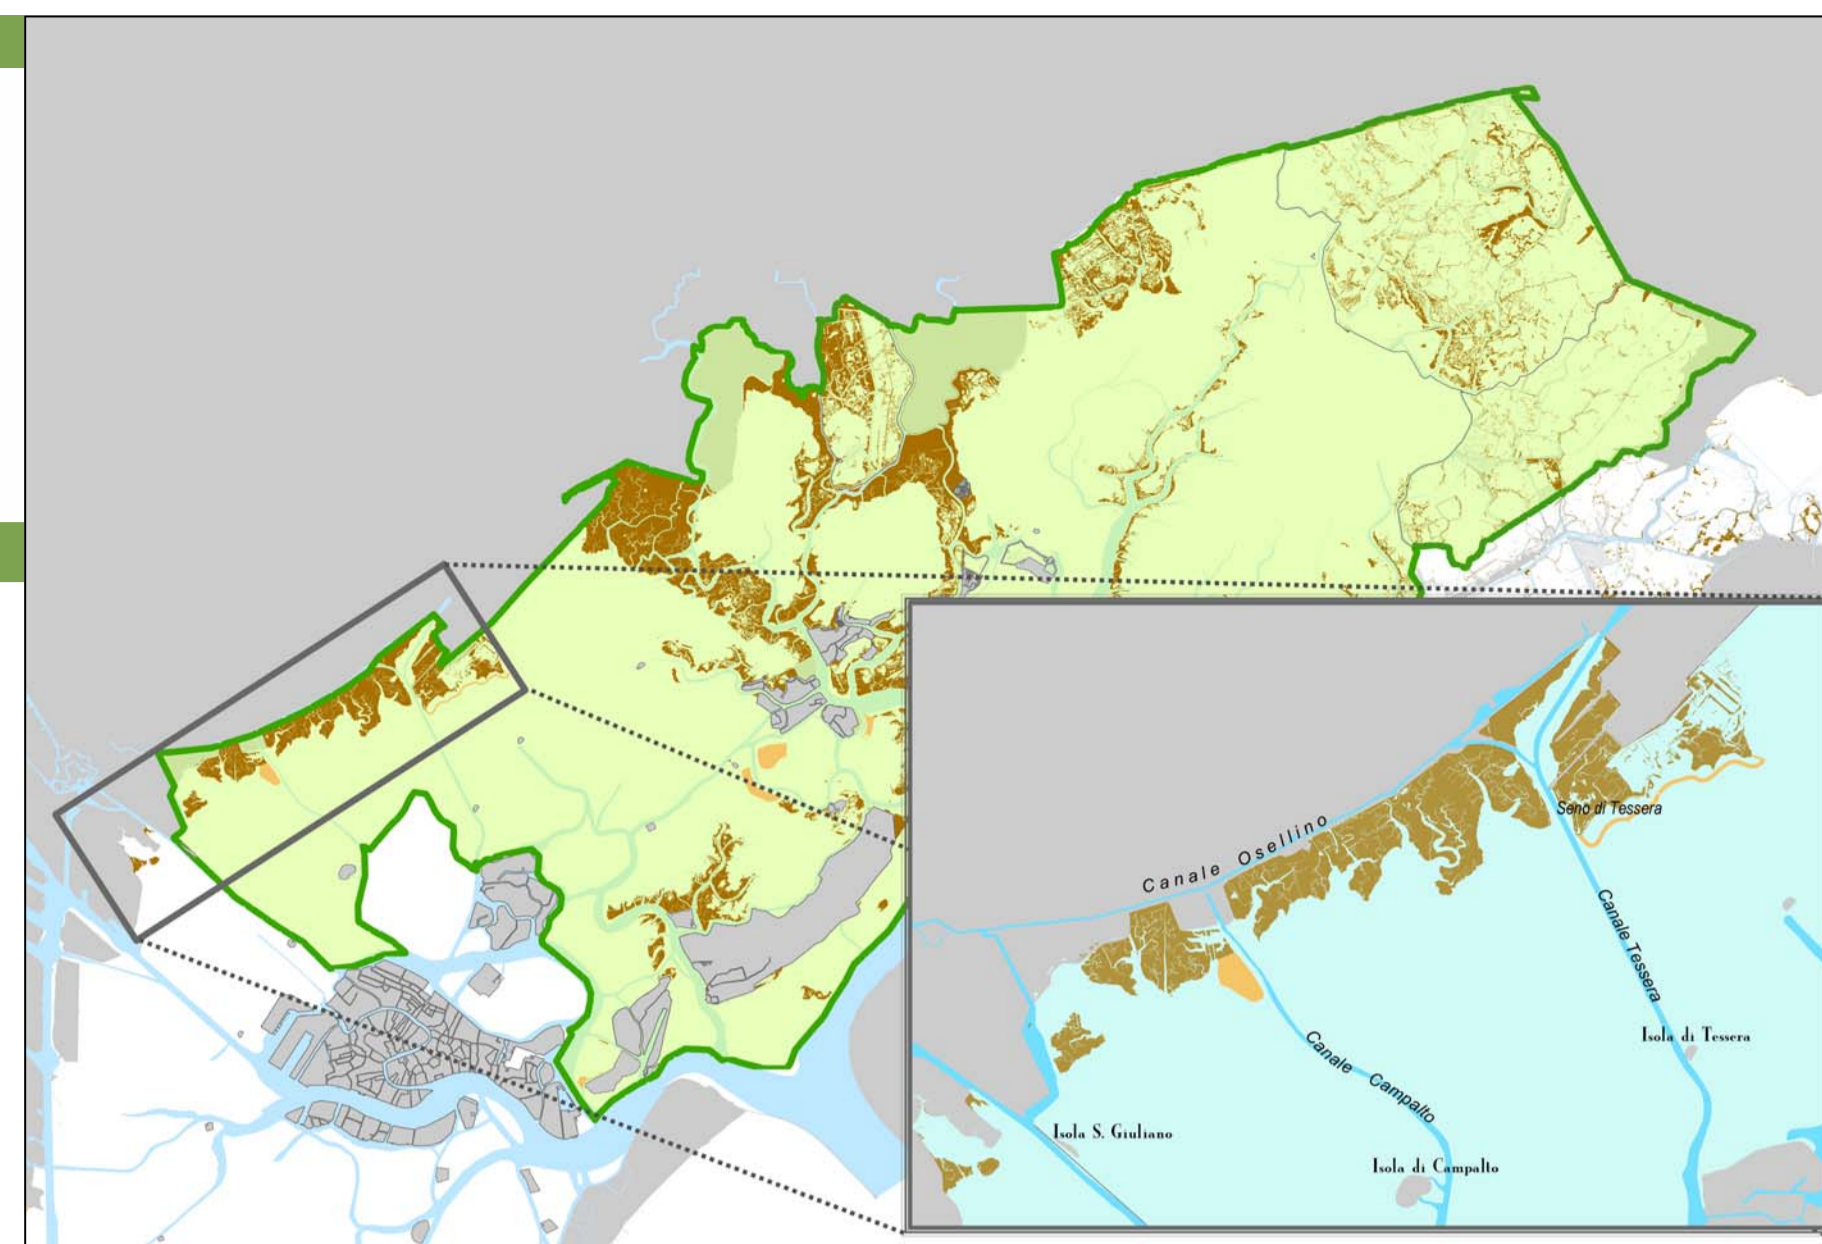 Seno di Tessera
Canale Osellino
Canale Tessera
Isola di Tessera
Canale Campalto
Isola S. Giuliano
Isola di Campalto